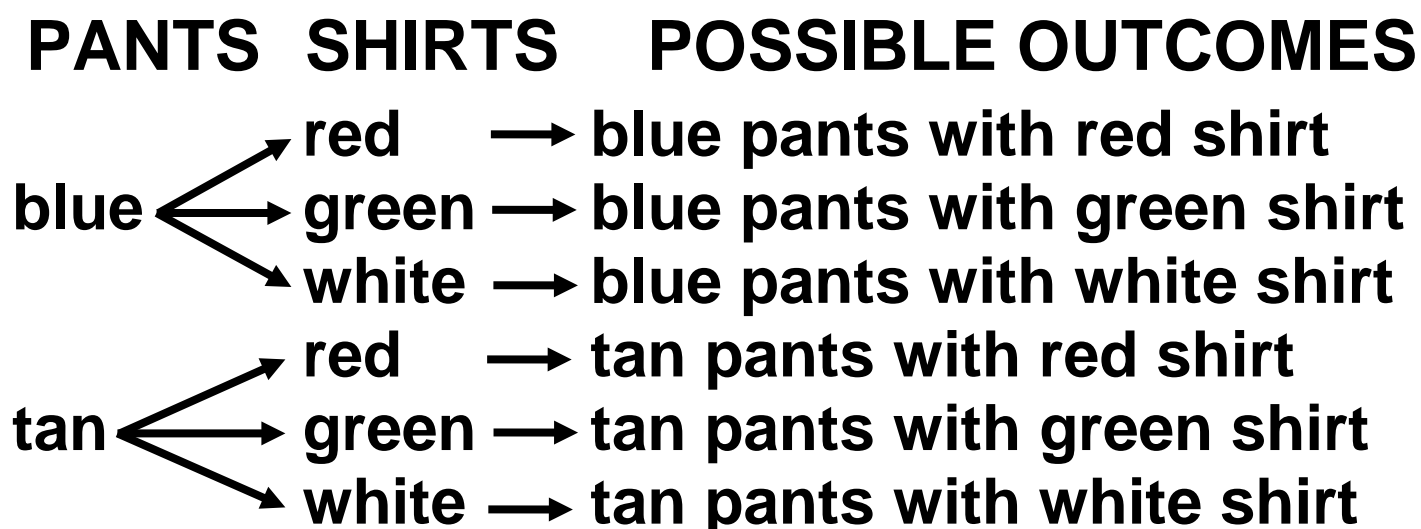 PANTS SHIRTS POSSIBLE OUTCOMES
red blue pants with red shirt
blue green blue pants with green shirt
white blue pants with white shirt
red tan pants with red shirt
tan green tan pants with green shirt
white tan pants with white shirt